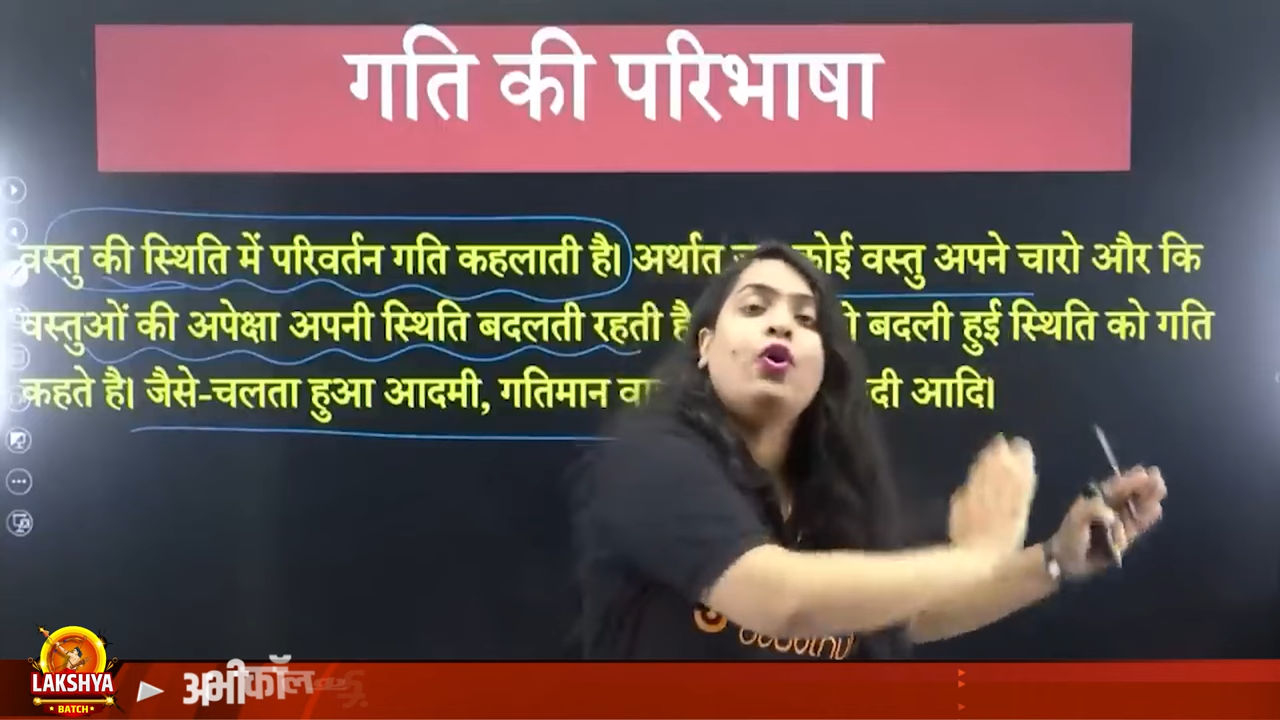 गति की परिभाषा
वस्तु की स्थिति में परिवर्तन गति कहलाती है। अर्थात कोई वस्तु अपने चारो और कि
वस्तुओं की अपेक्षा अपनी स्थिति बदलती रहती है बदली हुई स्थिति को गति
कहते है। जैसे-चलता हुआ आदमी, गतिमान आदि।
LAKSHYA
BATCH
अभी कॉल